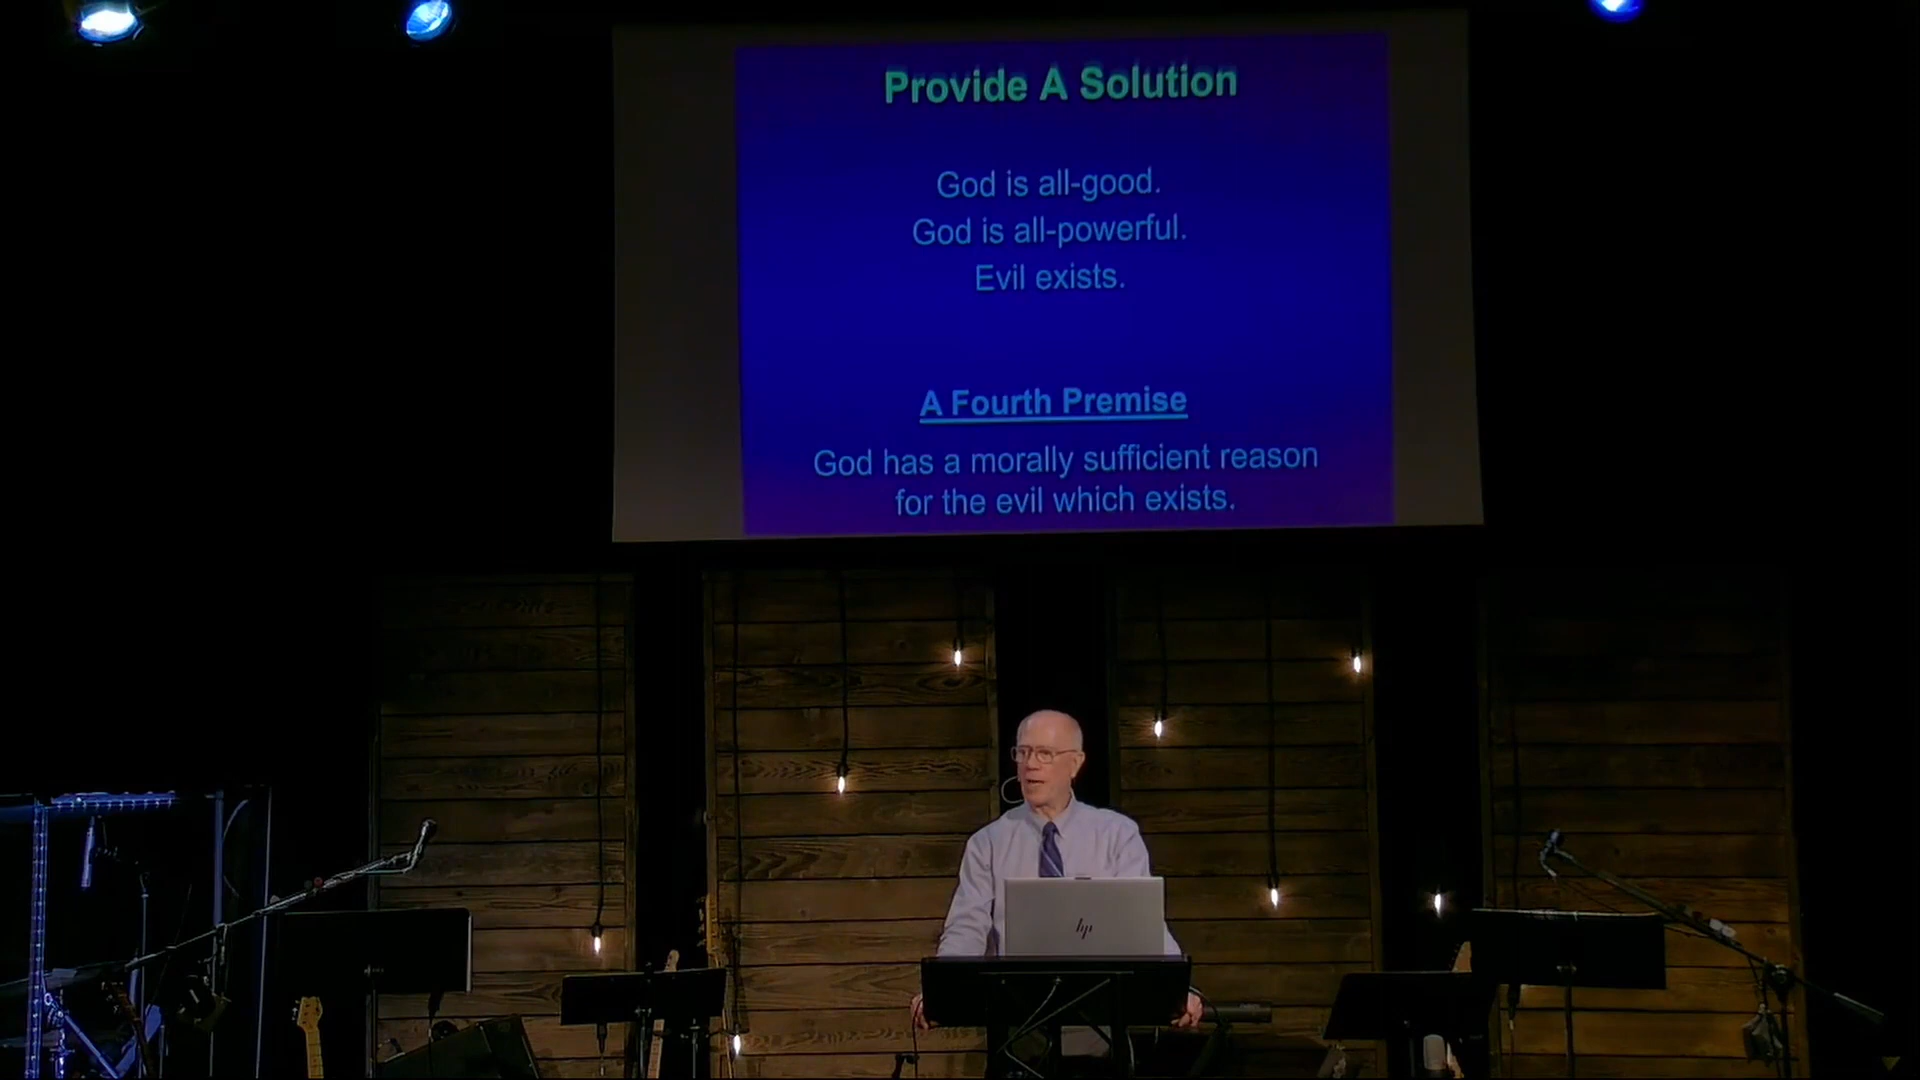 Provide A Solution
God is all-good.
God is all-powerful.
Evil exists.
A Fourth Premise
God has a morally sufficient reason
for the evil which exists.
hp